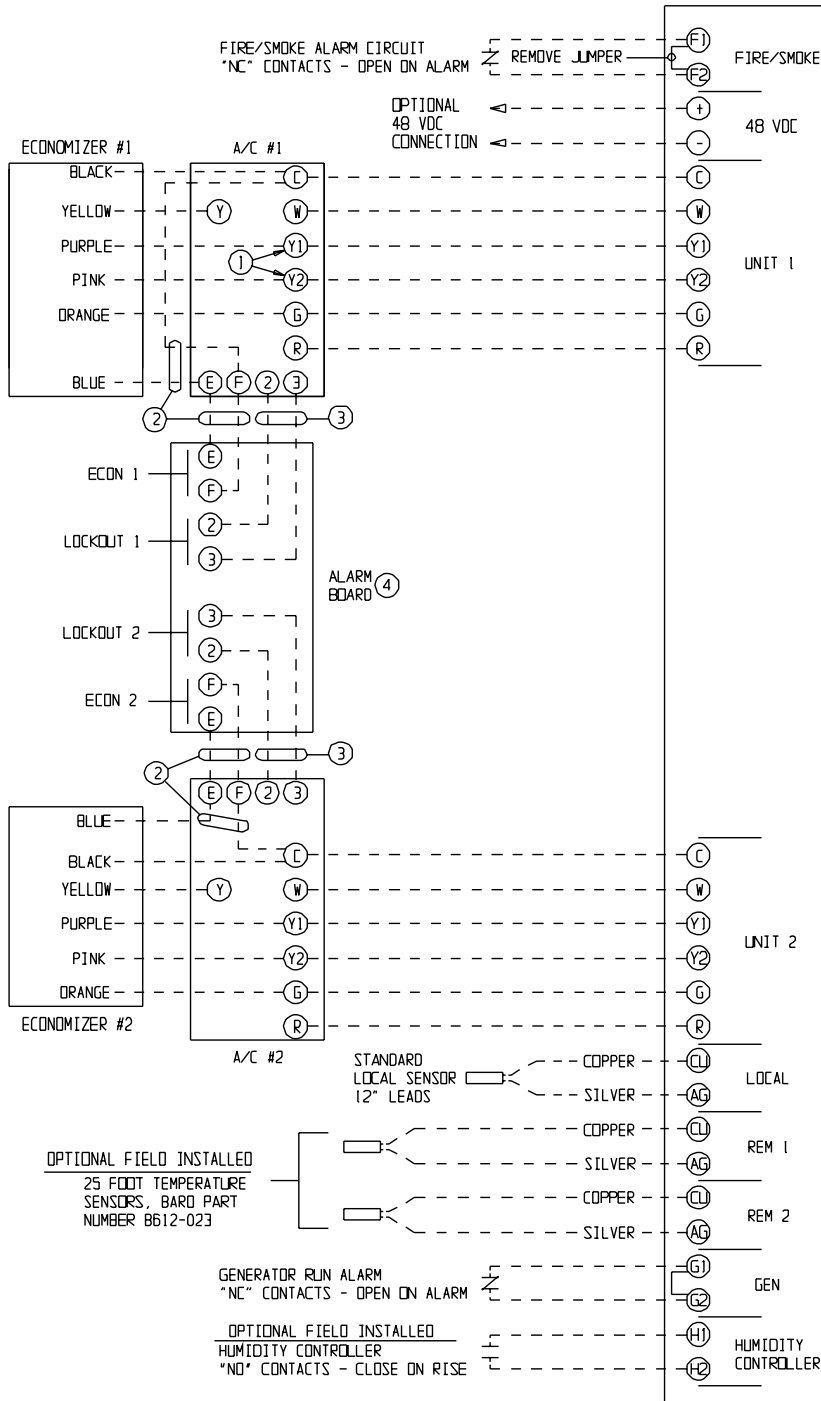 FIRE/SMOKE ALARM CIRCUIT
"NC" CONTACTS - OPEN ON ALARM
REMOVE JUMPER
F1
F2
FIRE/SMOKE
OPTIONAL
48 VDC
CONNECTION
+
-
48 VDC
ECONOMIZER #1
A/C #1
BLACK
C
C
YELLOW
Y
W
W
PURPLE
1
Y1
Y1
UNIT 1
PINK
Y2
Y2
ORANGE
G
G
R
R
BLUE
E
F
2
3
2
3
ECON 1
E
F
LOCKOUT 1
2
3
ALARM
BOARD
4
LOCKOUT 2
3
2
ECON 2
F
E
2
3
E
F
2
3
BLUE
BLACK
C
C
YELLOW
Y
W
W
PURPLE
Y1
Y1
UNIT 2
PINK
Y2
Y2
ORANGE
G
G
ECONOMIZER #2
R
R
A/C #2
STANDARD
LOCAL SENSOR
12" LEADS
COPPER
CU
SILVER
AG
LOCAL
COPPER
CU
SILVER
AG
REM 1
OPTIONAL FIELD INSTALLED
25 FOOT TEMPERATURE
SENSORS, BARD PART
NUMBER 8612-023
COPPER
CU
SILVER
AG
REM 2
GENERATOR RUN ALARM
"NC" CONTACTS - OPEN ON ALARM
G1
G2
GEN
OPTIONAL FIELD INSTALLED
HUMIDITY CONTROLLER
"NO" CONTACTS - CLOSE ON RISE
H1
H2
HUMIDITY
CONTROLLER